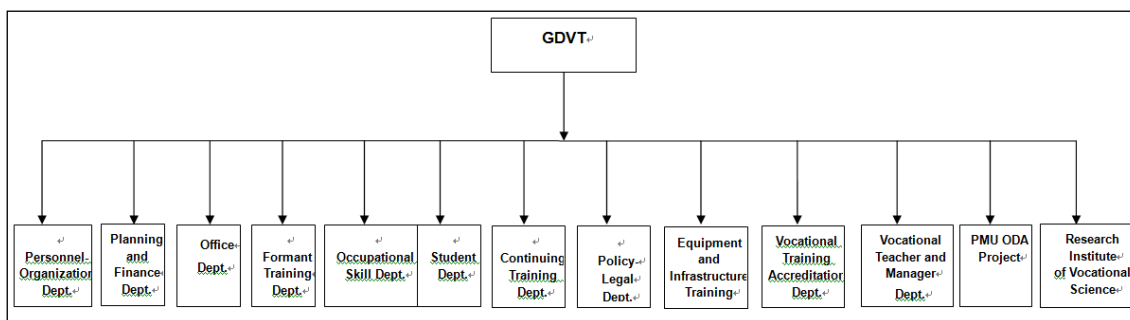 GDVT
Personnel-
Organization
Dept.
Planning
and
Finance
Dept.
Office
Dept.
Formant
Training
Dept.
Occupational
Skill Dept.
Student
Dept.
Continuing
Training
Dept.
Policy-
Legal
Dept.
Equipment
and
Infrastructure
Training
Vocational
Training
Accreditation
Dept.
Vocational
Teacher and
Manager
Dept.
PMU ODA
Project
Research
Institute
of Vocational
Science